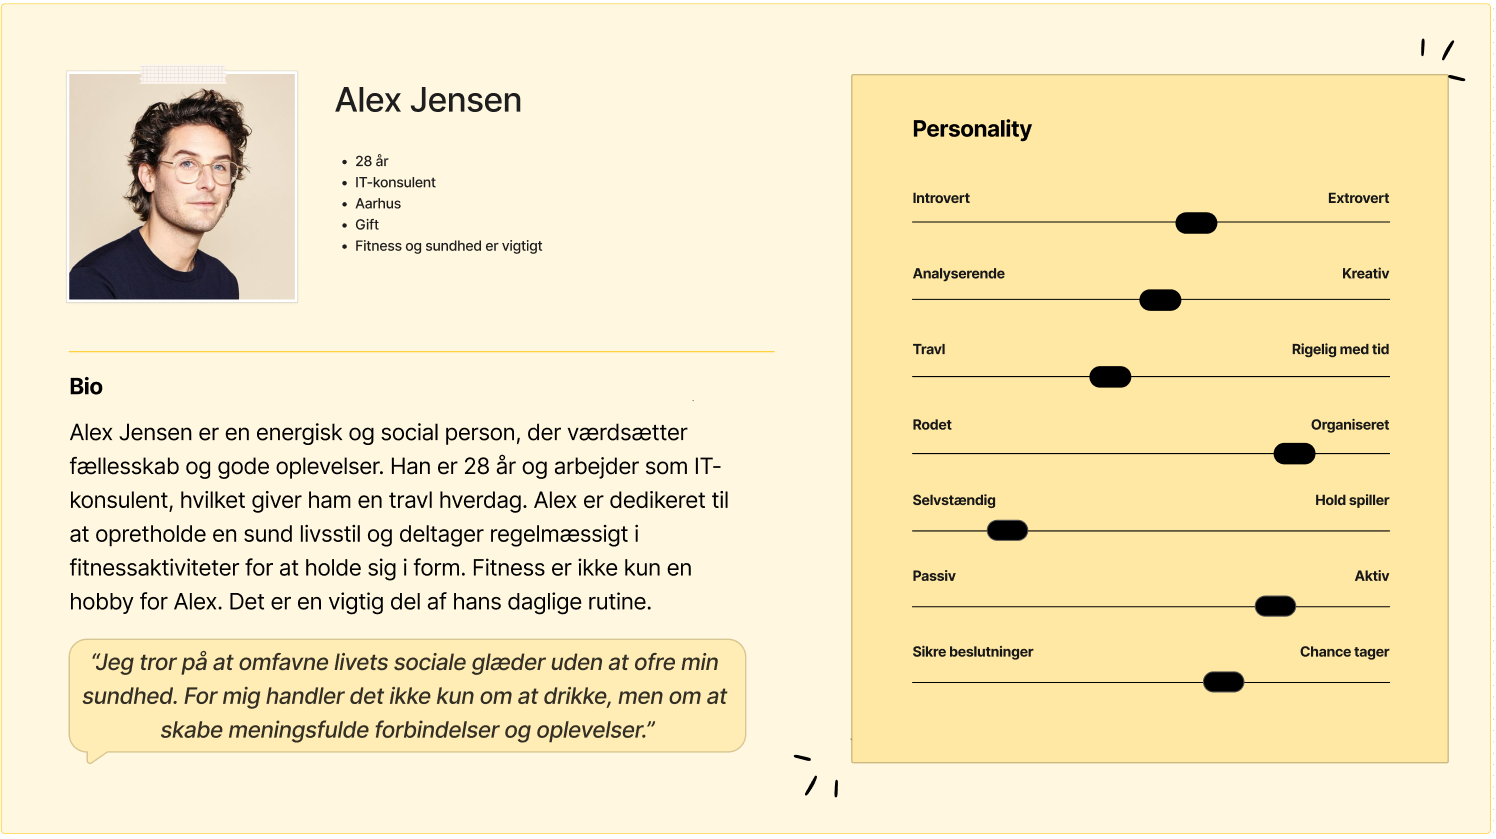 Alex Jensen
28 år
IT-konsulent
Aarhus
Gift
Fitness og sundhed er vigtigt
Bio
Alex Jensen er en energisk og social person, der værdsætter
fællesskab og gode oplevelser. Han er 28 år og arbejder som IT-
konsulent, hvilket giver ham en travl hverdag. Alex er dedikeret til
at opretholde en sund livsstil og deltager regelmæssigt i
fitnessaktiviteter for at holde sig i form. Fitness er ikke kun en
hobby for Alex. Det er en vigtig del af hans daglige rutine.
“Jeg tror på at omfavne livets sociale glæder uden at ofre min
sundhed. For mig handler det ikke kun om at drikke, men om at
skabe meningsfulde forbindelser og oplevelser.”
Personality
Introvert Extrovert
Analyserende Kreativ
Travl Rigelig med tid
Rodet Organiseret
Selvstændig Hold spiller
Passiv Aktiv
Sikre beslutninger Chance tager